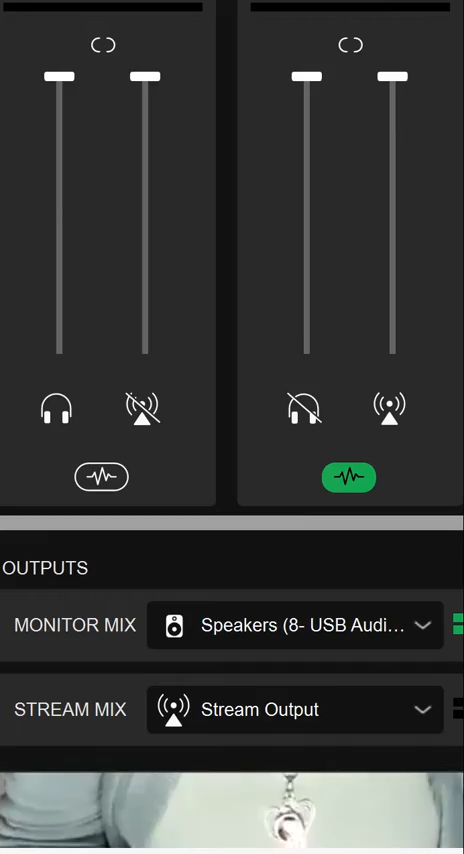 OUTPUTS
MONITOR MIX Speakers (8- USB Audi...
STREAM MIX Stream Output